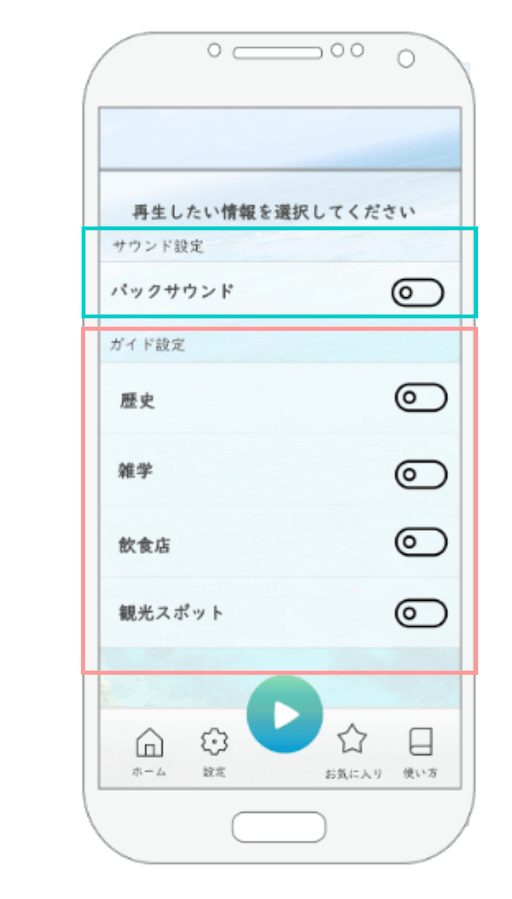 再生したい情報を選択してください
サウンド設定
バックサウンド
ガイド設定
歴史
雑学
飲食店
観光スポット
ホーム
設定
お気に入り
使い方